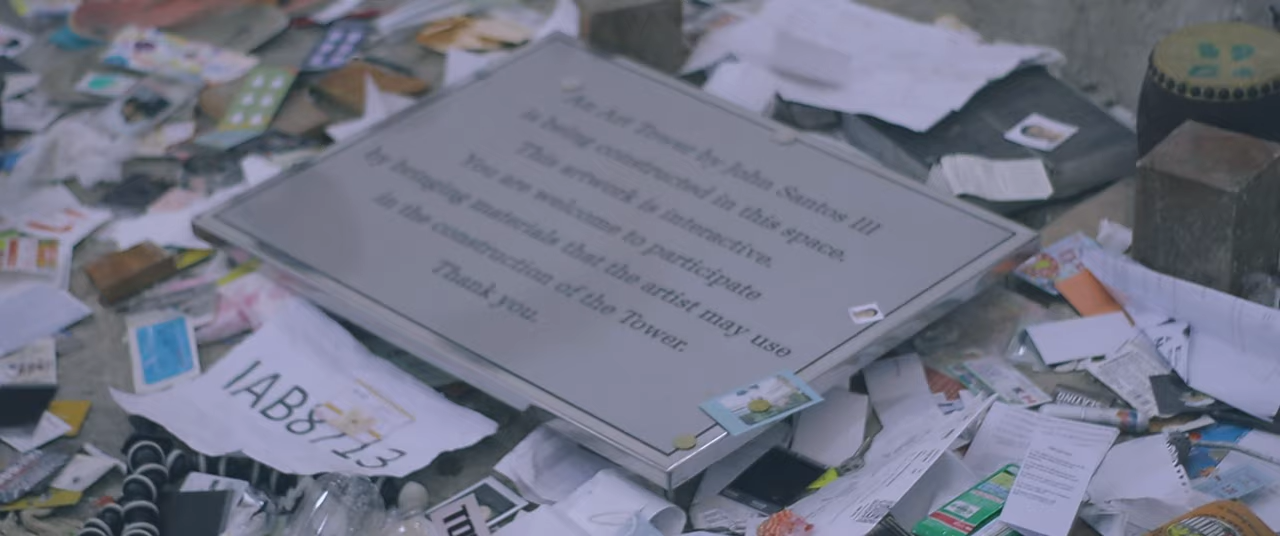 An Art Tower by John Santos III
is being constructed in this space.
This artwork is interactive.
You are welcome to participate
by bringing materials that the artist may use
in the construction of the Tower.
Thank you.
IAB8713